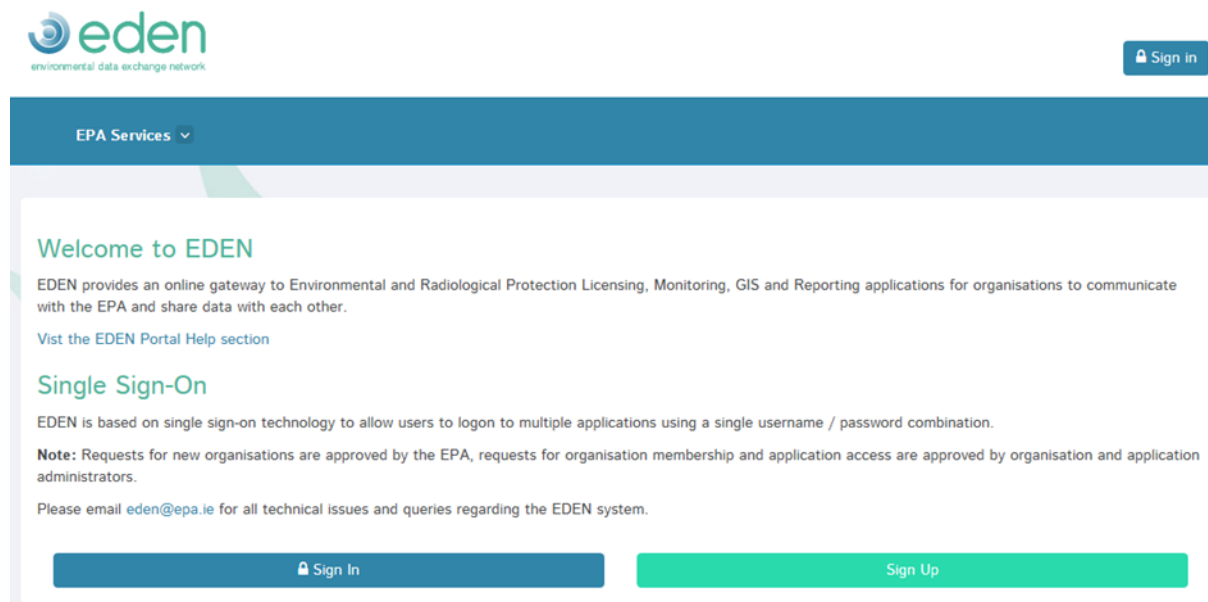 eden
environmental data exchange network
Sign in
EPA Services
Welcome to EDEN
EDEN provides an online gateway to Environmental and Radiological Protection Licensing, Monitoring, GIS and Reporting applications for organisations to communicate
with the EPA and share data with each other.
Vist the EDEN Portal Help section
Single Sign-On
EDEN is based on single sign-on technology to allow users to logon to multiple applications using a single username / password combination.
Note: Requests for new organisations are approved by the EPA, requests for organisation membership and application access are approved by organisation and application
administrators.
Please email eden@epa.ie for all technical issues and queries regarding the EDEN system.
Sign In
Sign Up